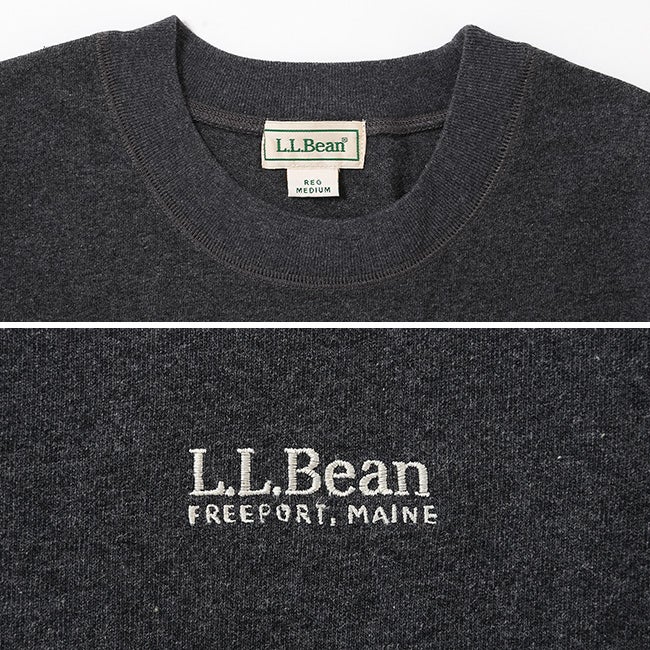 L.L.Bean®
REG
MEDIUM
L.L.Bean
FREEPORT, MAINE